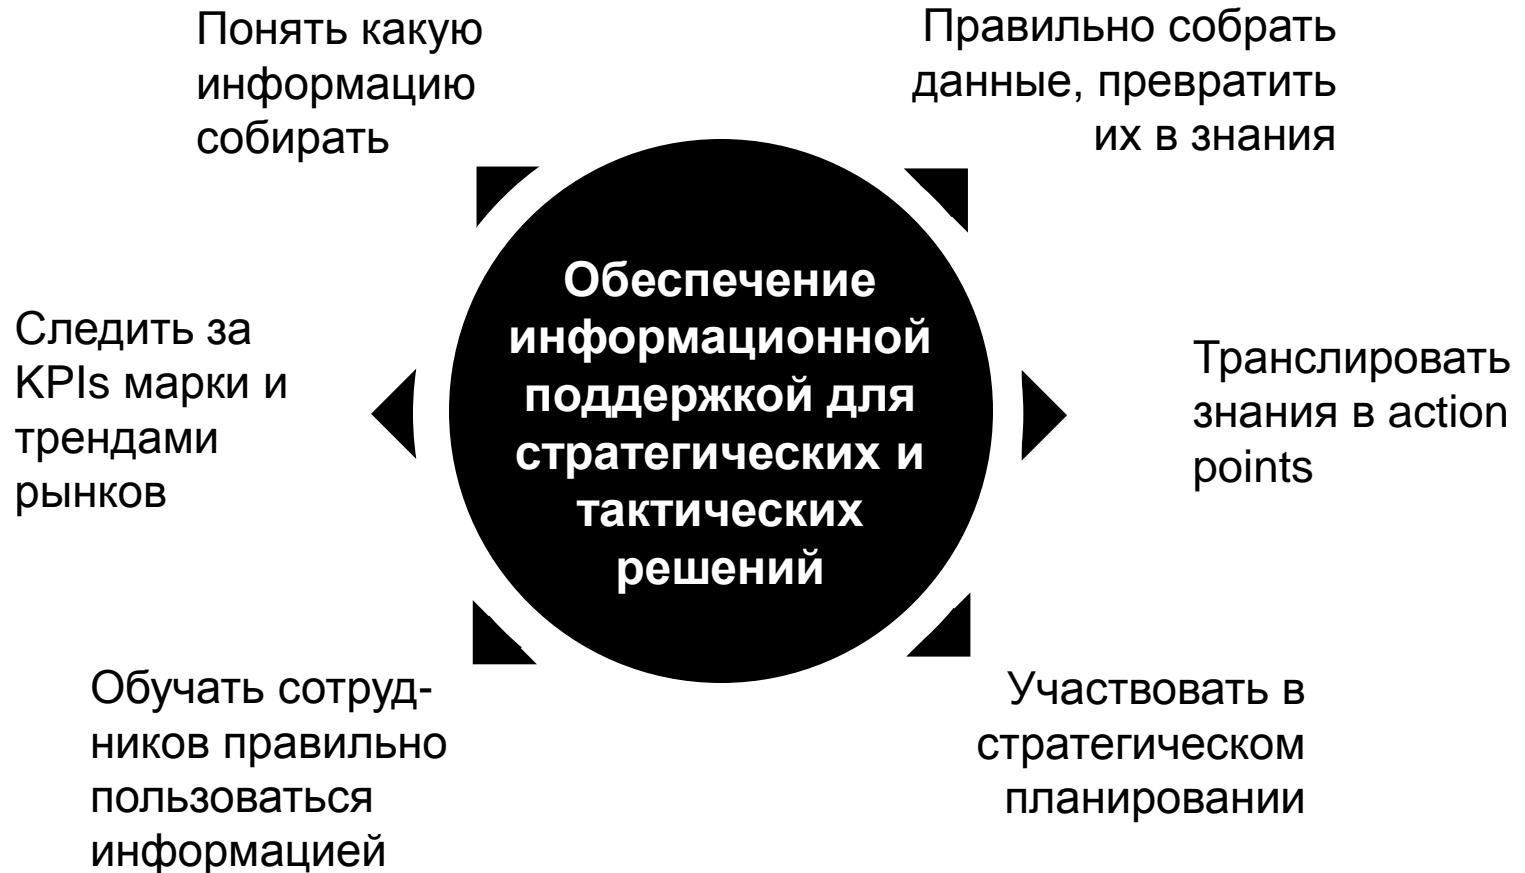 Понять какую
информацию
собирать
Правильно собрать
данные, превратить
их в знания
Обеспечение
информационной
поддержкой для
стратегических и
тактических
решений
Следить за
KPIs марки и
трендами
рынков
Транслировать
знания в action
points
Обучать сотруд-
ников правильно
пользоваться
информацией
Участвовать в
стратегическом
планировании